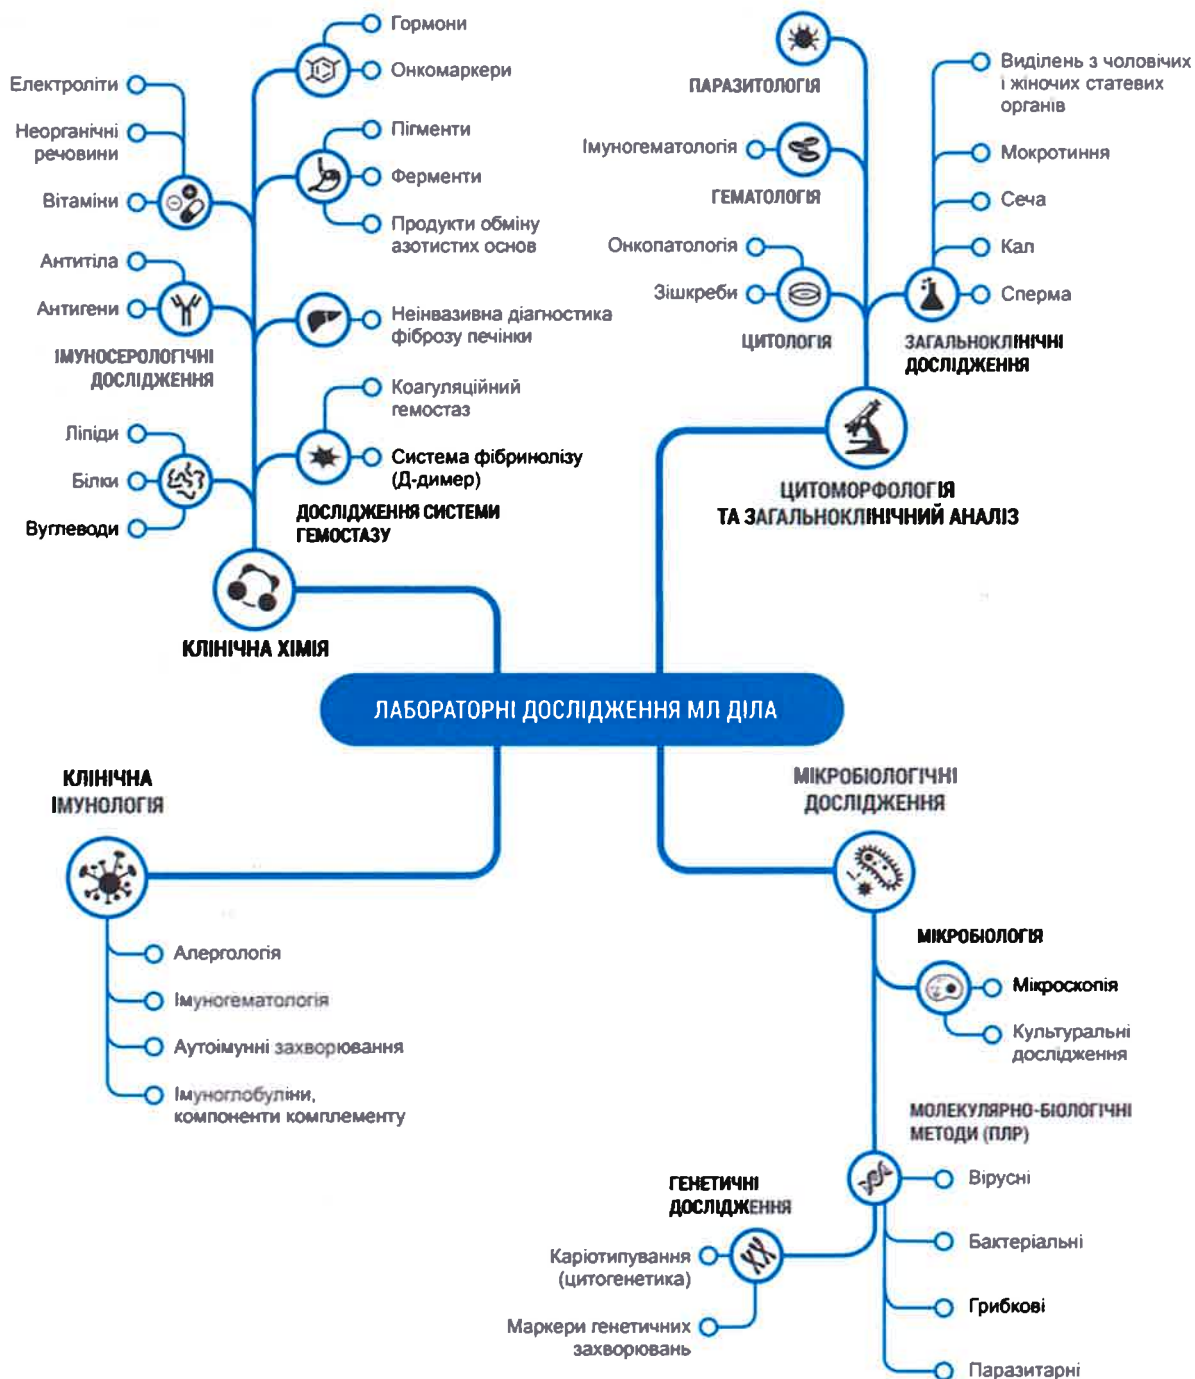 Гормони
Онкомаркери
Електроліти
Неорганічні
речовини
Вітаміни
Пігменти
Ферменти
Продукти обміну
азотистих основ
Антитіла
Антигени
ІМУНОСЕРОЛОГІЧНІ
ДОСЛІДЖЕННЯ
Неінвазивна діагностика
фіброзу печінки
Коагуляційний
гемостаз
Ліпіди
Білки
Вуглеводи
Система фібринолізу
(Д-димер)
ДОСЛІДЖЕННЯ СИСТЕМИ
ГЕМОСТАЗУ
КЛІНІЧНА ХІМІЯ
ПАРАЗИТОЛОГІЯ
Імуногематологія
ГЕМАТОЛОГІЯ
Онкопатологія
Зішкреби
ЦИТОЛОГІЯ
Виділень з чоловічих
і жіночих статевих
органів
Мокротиння
Сеча
Кал
Сперма
ЗАГАЛЬНОКЛІНІЧНІ
ДОСЛІДЖЕННЯ
ЦИТОМОРФОЛОГІЯ
ТА ЗАГАЛЬНОКЛІНІЧНИЙ АНАЛІЗ
ЛАБОРАТОРНІ ДОСЛІДЖЕННЯ МЛ ДІЛА
КЛІНІЧНА
ІМУНОЛОГІЯ
Алергологія
Імуногематологія
Аутоімунні захворювання
Імуноглобуліни,
компоненти комплементу
МІКРОБІОЛОГІЧНІ
ДОСЛІДЖЕННЯ
МІКРОБІОЛОГІЯ
Мікроскопія
Культуральні
дослідження
МОЛЕКУЛЯРНО-БІОЛОГІЧНІ
МЕТОДИ (ПЛР)
Вірусні
Бактеріальні
Грибкові
Паразитарні
ГЕНЕТИЧНІ
ДОСЛІДЖЕННЯ
Каріотипування
(цитогенетика)
Маркери генетичних
захворювань